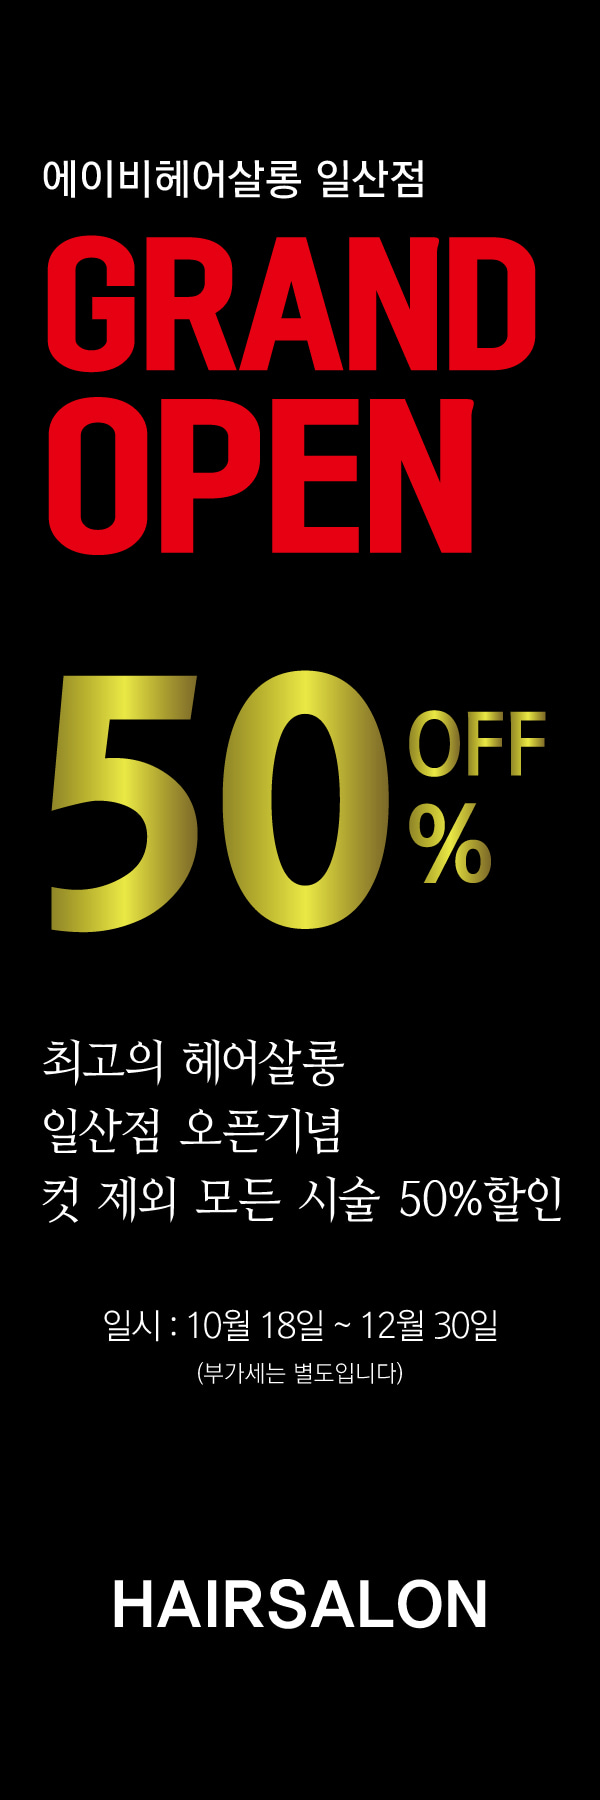 에이비헤어살롱 일산점
GRAND
OPEN
50 OFF
%
최고의 헤어살롱
일산점 오픈기념
컷 제외 모든 시술 50%할인
일시 : 10월 18일 ~ 12월 30일
(부가세는 별도입니다)
HAIRSALON